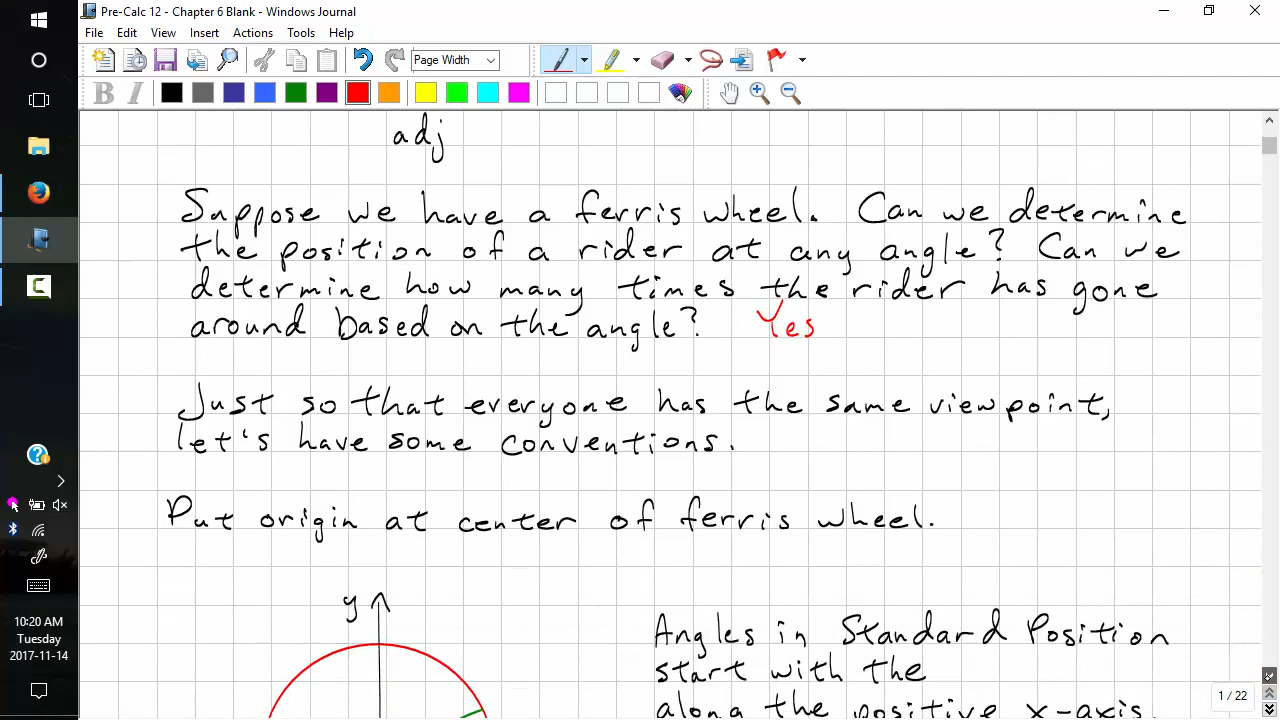 Pre-Calc 12 - Chapter 6 Blank - Windows Journal
File Edit View Insert Actions Tools Help
Page Width
B I
adj
Suppose we have a ferris wheel. Can we determine
the position of a rider at any angle? Can we
determine how many times the rider has gone
around based on the angle? Yes
Just so that everyone has the same viewpoint,
let's have some conventions.
Put origin at center of ferris wheel.
y
Angles in Standard Position
start with the
along the positive x-axis.
10:20 AM
Tuesday
2017-11-14
1 / 22